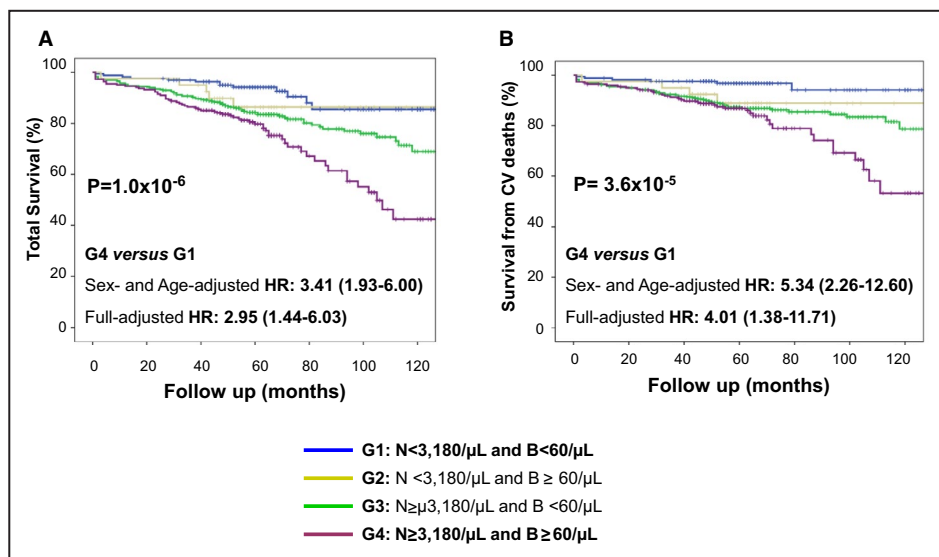 A
100
80
60
40
20
0
Total Survival (%)
P=1.0x10-6
G4 versus G1
Sex- and Age-adjusted HR: 3.41 (1.93-6.00)
Full-adjusted HR: 2.95 (1.44-6.03)
0 20 40 60 80 100 120
Follow up (months)
B
100
80
60
40
20
0
Survival from CV deaths (%)
P= 3.6x10-5
G4 versus G1
Sex- and Age-adjusted HR: 5.34 (2.26-12.60)
Full-adjusted HR: 4.01 (1.38-11.71)
0 20 40 60 80 100 120
Follow up (months)
G1: N<3,180/µL and B<60/µL
G2: N <3,180/µL and B ≥ 60/µL
G3: N≥µ3,180/µL and B <60/µL
G4: N≥3,180/µL and B≥60/µL